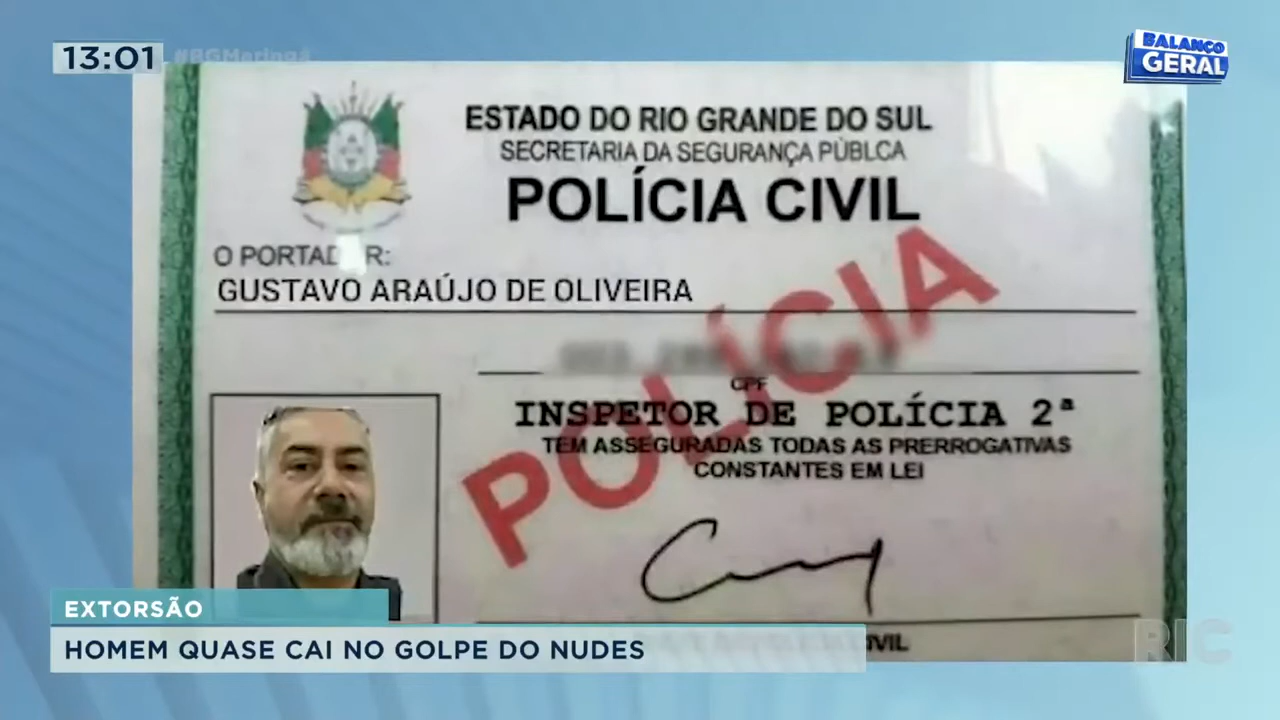 13:01
#BGMaringá
BALANÇO
GERAL
ESTADO DO RIO GRANDE DO SUL
SECRETARIA DA SEGURANÇA PÙBLCA
POLÍCIA CIVIL
O PORTAD R:
GUSTAVO ARAÚJO DE OLIVEIRA
POLÍCIA
CPF
INSPETOR DE POLÍCIA 2ª
TEM ASSEGURADAS TODAS AS PRERROGATIVAS
CONSTANTES EM LEI
EXTORSÃO
HOMEM QUASE CAI NO GOLPE DO NUDES
IVIL
RIC